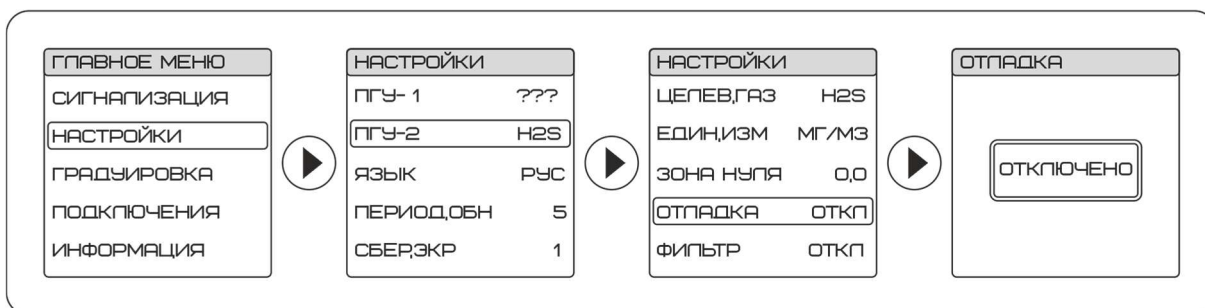 ГЛАВНОЕ МЕНЮ
СИГНАЛИЗАЦИЯ
НАСТРОЙКИ
ГРАДУИРОВКА
ПОДКЛЮЧЕНИЯ
ИНФОРМАЦИЯ
НАСТРОЙКИ
ПГУ- 1 ???
ПГУ-2 H2S
ЯЗЫК РУС
ПЕРИОД,ОБН 5
СБЕР,ЭКР 1
НАСТРОЙКИ
ЦЕЛЕВ,ГАЗ H2S
ЕДИН,ИЗМ МГ/М3
ЗОНА НУЛЯ 0,0
ОТЛАДКА ОТКЛ
ФИЛЬТР ОТКЛ
ОТЛАДКА
ОТКЛЮЧЕНО